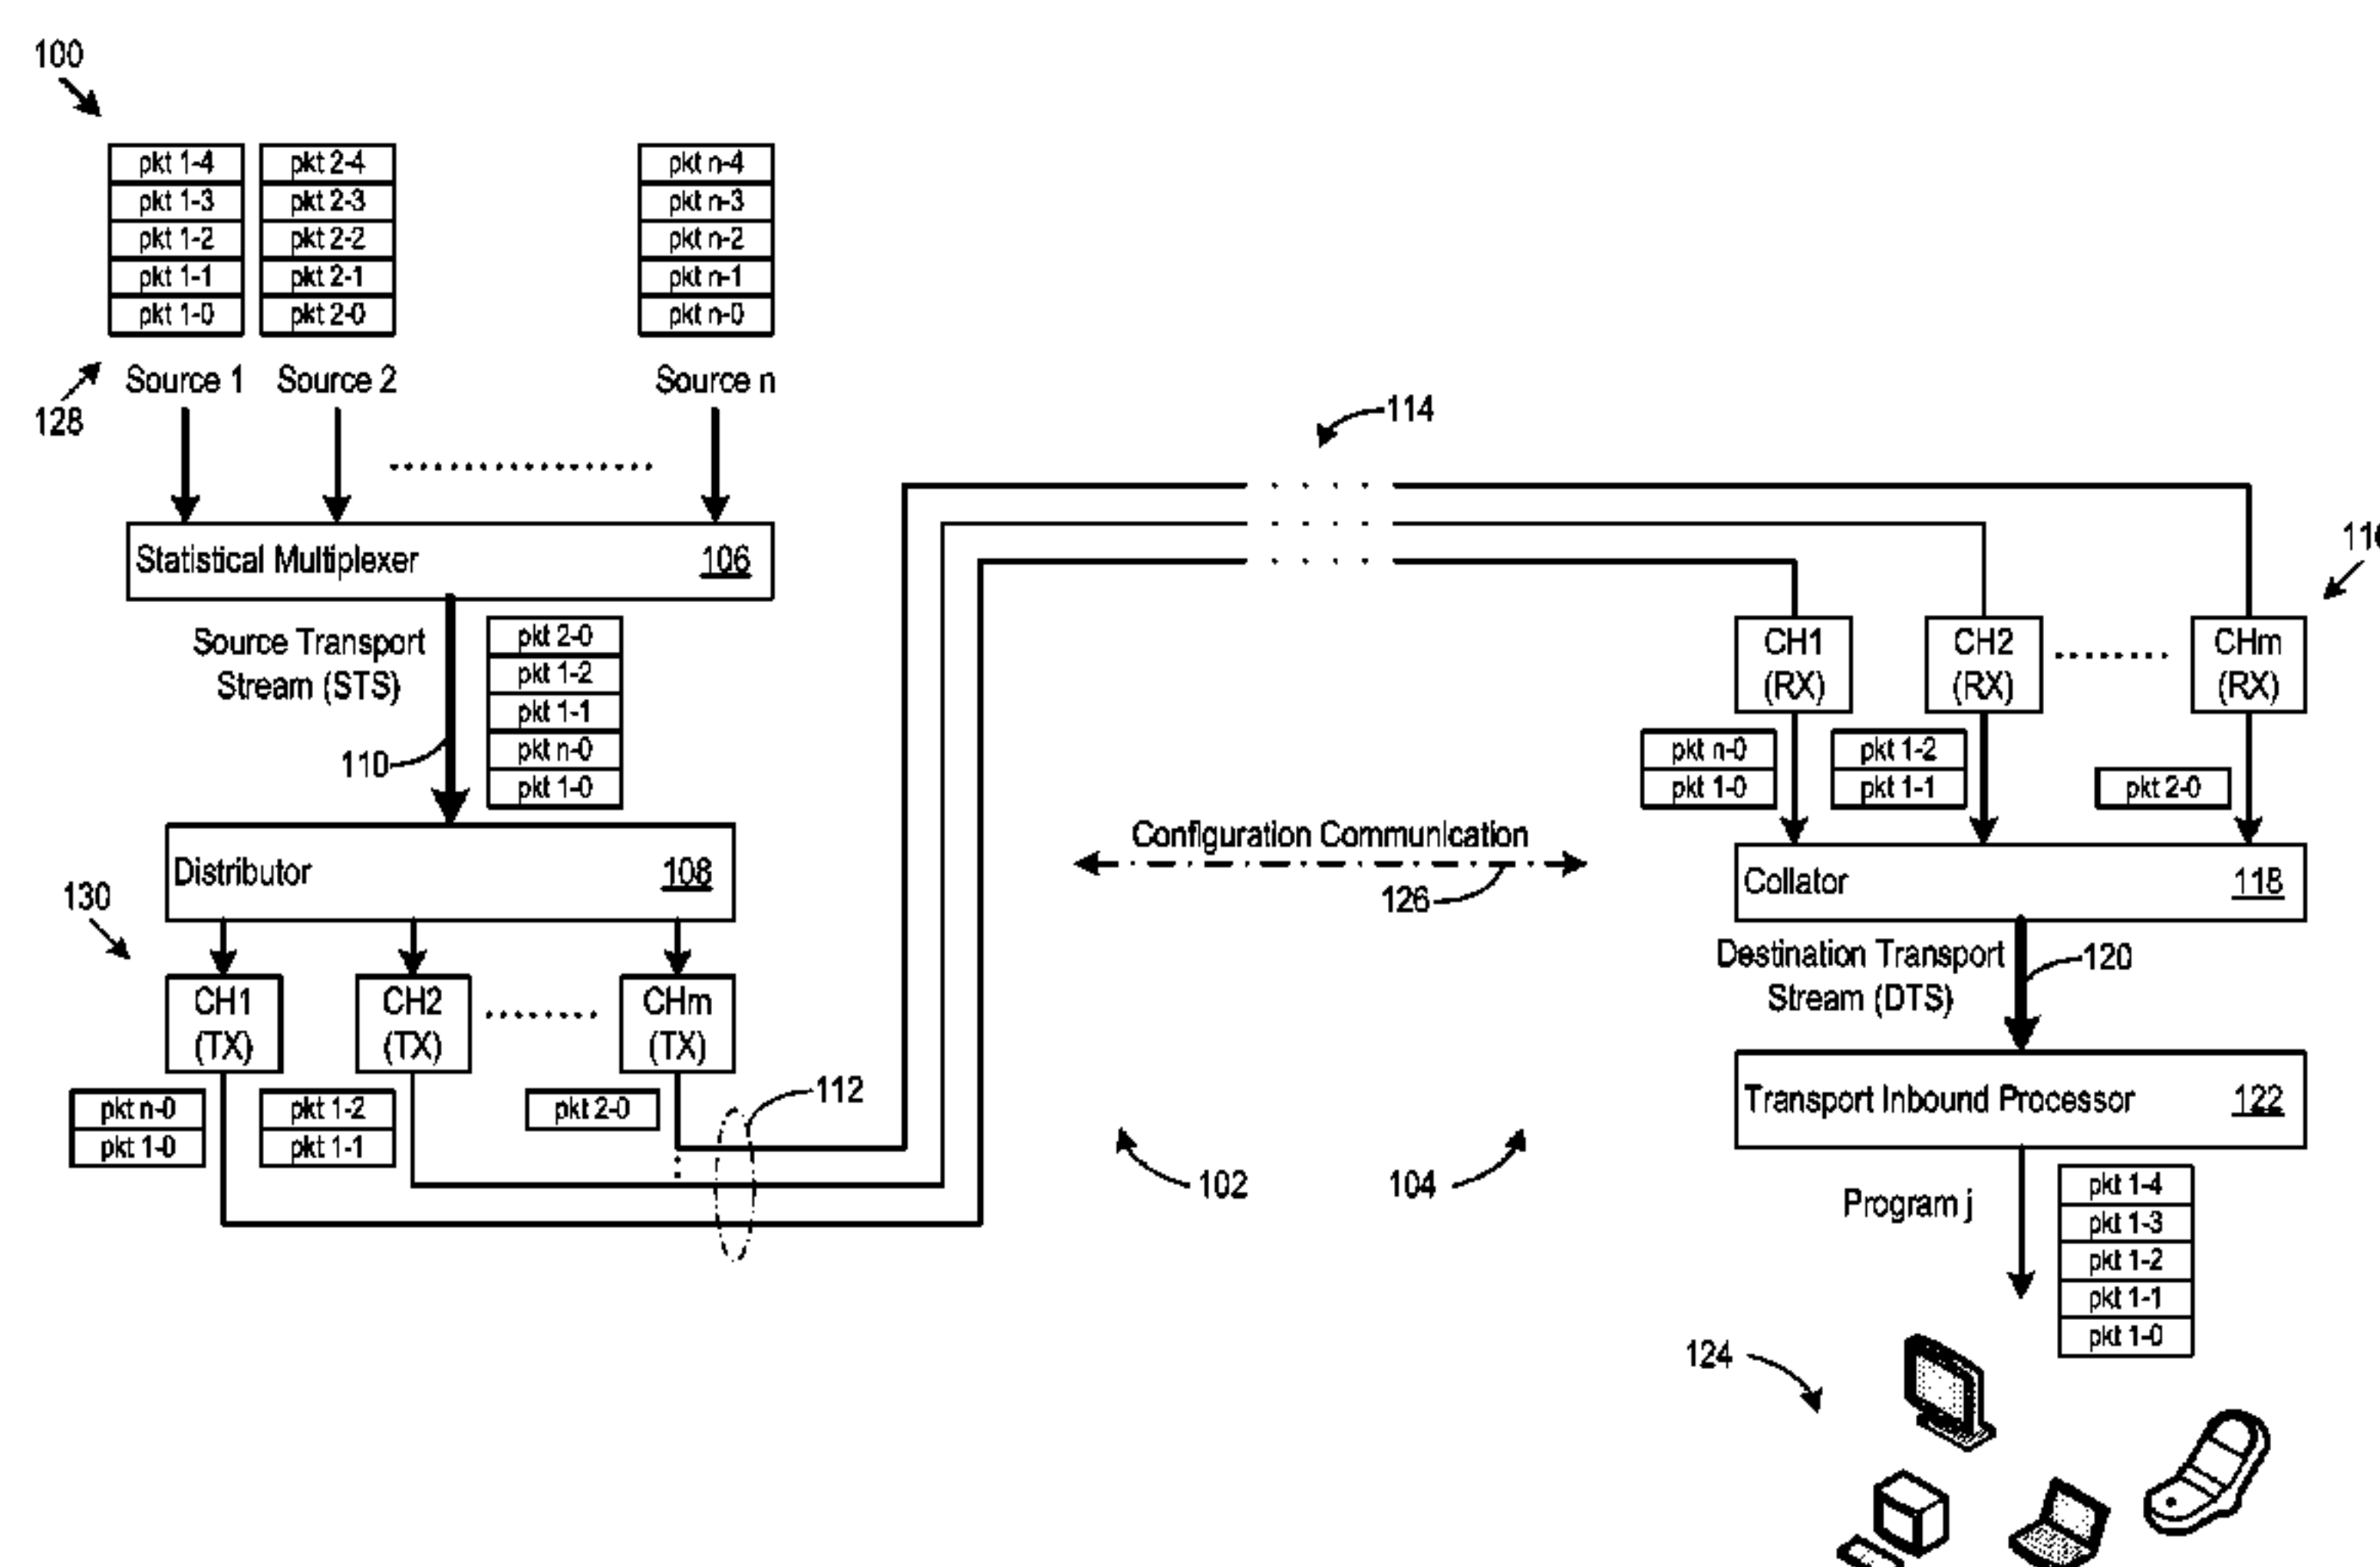 100
pkt 1-4
pkt 1-3
pkt 1-2
pkt 1-1
pkt 1-0
pkt 2-4
pkt 2-3
pkt 2-2
pkt 2-1
pkt 2-0
pkt n-4
pkt n-3
pkt n-2
pkt n-1
pkt n-0
128
Source 1
Source 2
Source n
Statistical Multiplexer 106
Source Transport
Stream (STS)
110
pkt 2-0
pkt 1-2
pkt 1-1
pkt n-0
pkt 1-0
Distributor 108
130
CH1
(TX)
CH2
(TX)
CHm
(TX)
pkt n-0
pkt 1-0
pkt 1-2
pkt 1-1
pkt 2-0
112
114
Configuration Communication
126
102
104
CH1
(RX)
CH2
(RX)
CHm
(RX)
pkt n-0
pkt 1-0
pkt 1-2
pkt 1-1
pkt 2-0
Collator 118
Destination Transport
Stream (DTS)
120
Transport Inbound Processor 122
Program j
pkt 1-4
pkt 1-3
pkt 1-2
pkt 1-1
pkt 1-0
124